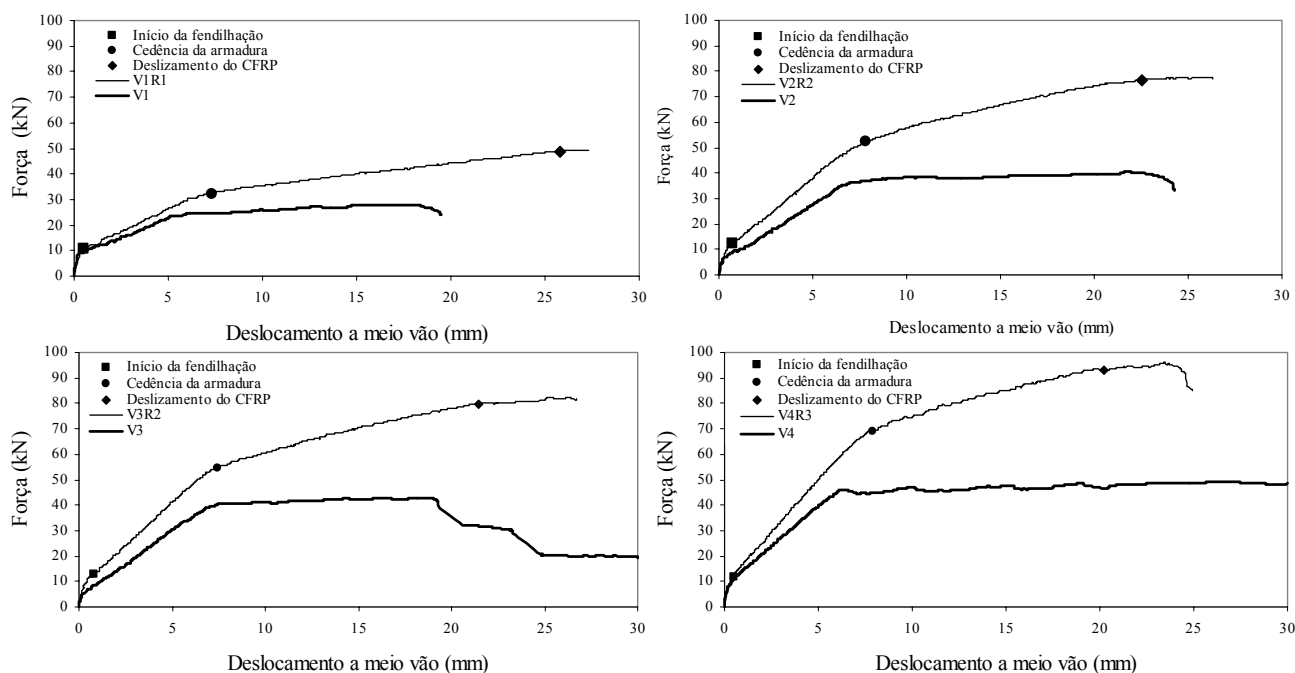 100
90
80
70
60
50
40
30
20
10
0
Força (kN)
Início da fendilhação
Cedência da armadura
Deslizamento do CFRP
V1R1
V1
0 5 10 15 20 25 30
Deslocamento a meio vão (mm)
100
90
80
70
60
50
40
30
20
10
0
Força (kN)
Início da fendilhação
Cedência da armadura
Deslizamento do CFRP
V2R2
V2
0 5 10 15 20 25 30
Deslocamento a meio vão (mm)
100
90
80
70
60
50
40
30
20
10
0
Força (kN)
Início da fendilhação
Cedência da armadura
Deslizamento do CFRP
V3R2
V3
0 5 10 15 20 25 30
Deslocamento a meio vão (mm)
100
90
80
70
60
50
40
30
20
10
0
Força (kN)
Início da fendilhação
Cedência da armadura
Deslizamento do CFRP
V4R3
V4
0 5 10 15 20 25 30
Deslocamento a meio vão (mm)